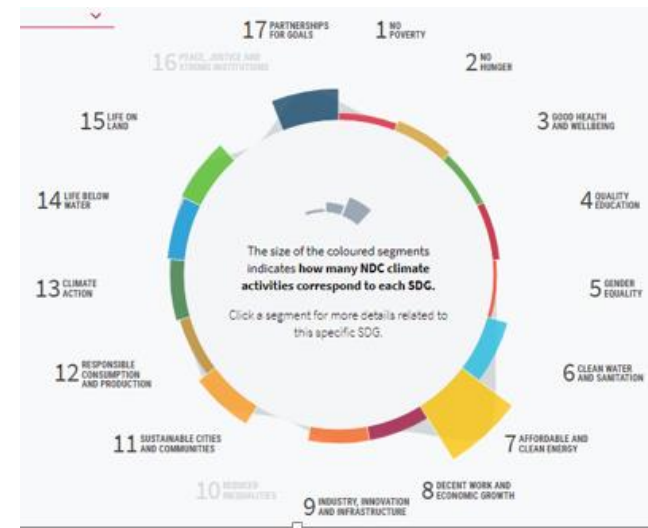 17 PARTNERSHIPS
FOR GOALS
1 NO
POVERTY
2 NO
HUNGER
3 GOOD HEALTH
AND WELLBEING
4 QUALITY
EDUCATION
5 GENDER
EQUALITY
6 CLEAN WATER
AND SANITATION
7 AFFORDABLE AND
CLEAN ENERGY
8 DECENT WORK AND
ECONOMIC GROWTH
9 INDUSTRY, INNOVATION
AND INFRASTRUCTURE
10 REDUCED
INEQUALITIES
11 SUSTAINABLE CITIES
AND COMMUNITIES
12 RESPONSIBLE
CONSUMPTION
AND PRODUCTION
13 CLIMATE
ACTION
14 LIFE BELOW
WATER
15 LIFE ON
LAND
16 PEACE, JUSTICE AND
STRONG INSTITUTIONS
The size of the coloured segments
indicates how many NDC climate
activities correspond to each SDG.
Click a segment for more details related to
this specific SDG.